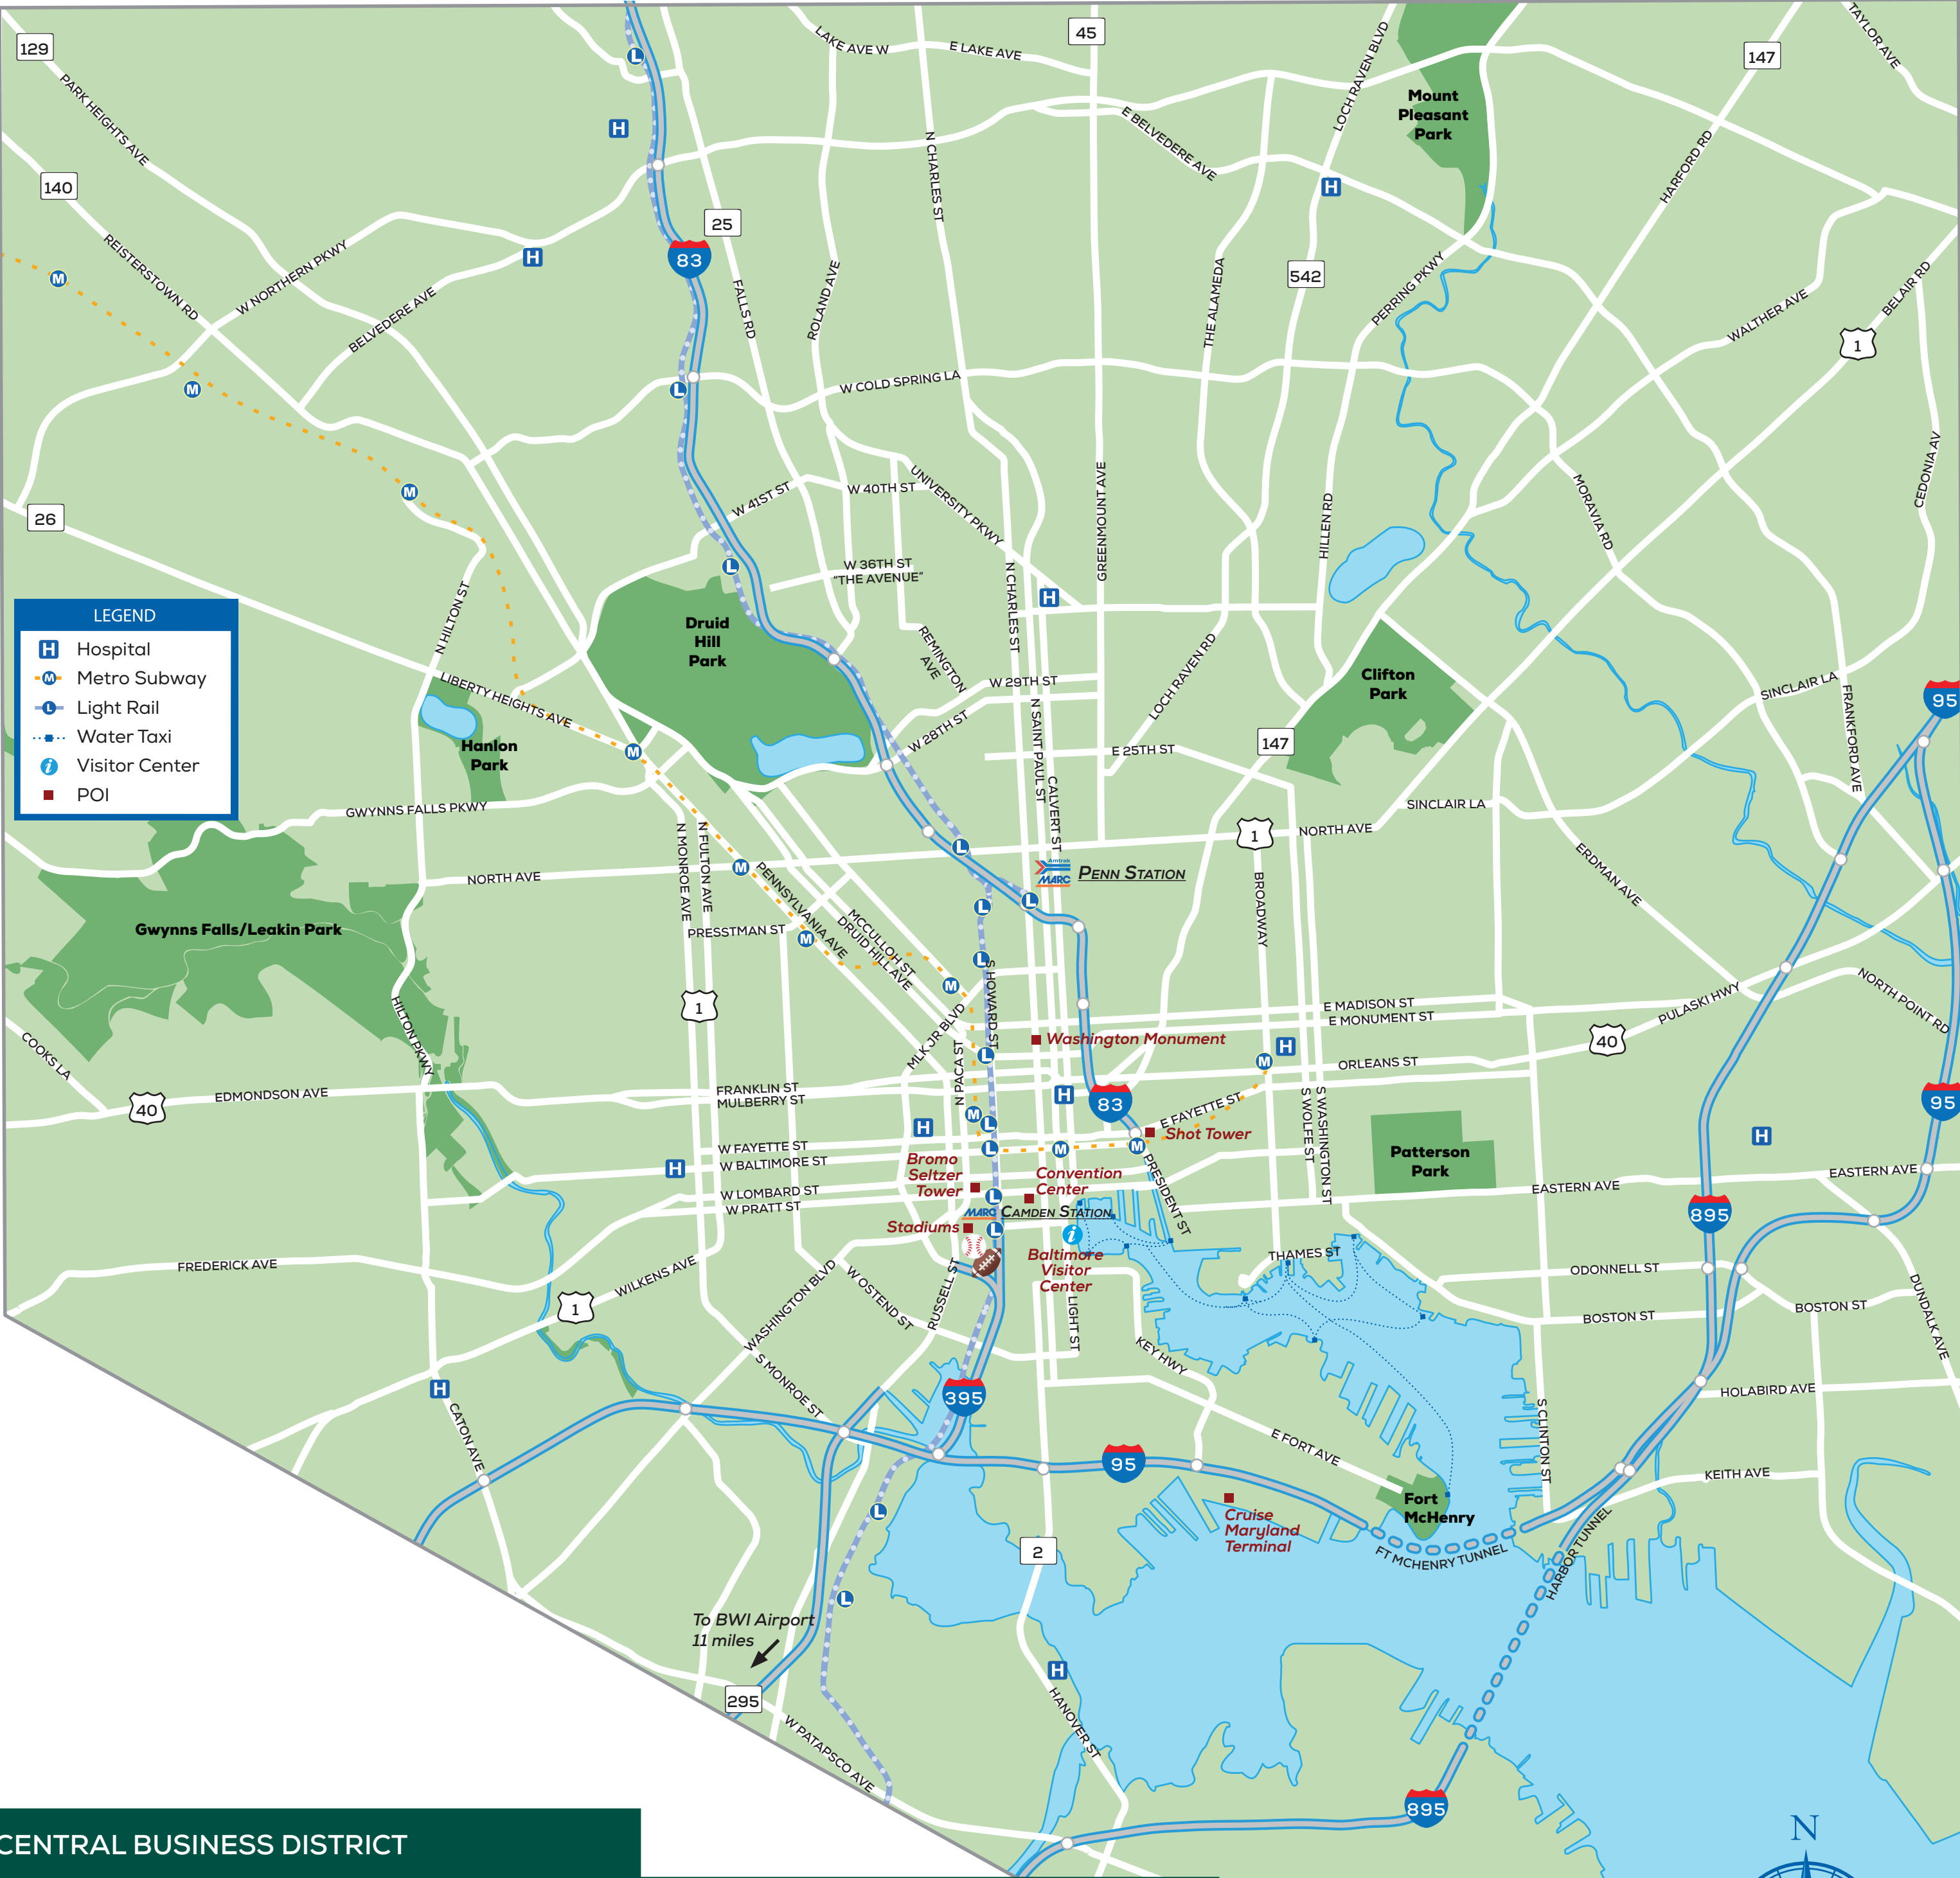 129
45
147
TAYLOR AVE
LAKE AVE W
E LAKE AVE
LOCH RAVEN BLVD
PARK HEIGHTS AVE
Mount
Pleasant
Park
E BELVEDERE AVE
HARFORD RD
140
N CHARLES ST
25
REISTERSTOWN RD
W NORTHERN PKWY
83
BELVEDERE AVE
FALLS RD
ROLAND AVE
THE ALAMEDA
542
PERRING PKWY
WALTHER AVE
BELAIR RD
1
W COLD SPRING LA
26
W 41ST ST
W 40TH ST
UNIVERSITY PKWY
GREENMOUNT AVE
HILLEN RD
MORAVIA RD
CEDONIA AV
W 36TH ST
"THE AVENUE"
N CHARLES ST
N HILTON ST
LEGEND
H Hospital
M Metro Subway
L Light Rail
Water Taxi
i Visitor Center
POI
Druid
Hill
Park
REMINGTON
AVE
W 29TH ST
LOCH RAVEN RD
Clifton
Park
SINCLAIR LA
FRANKFORD AVE
95
LIBERTY HEIGHTS AVE
Hanlon
Park
W 28TH ST
N SAINT PAUL ST
E 25TH ST
147
CALVERT ST
GWYNNS FALLS PKWY
SINCLAIR LA
N MONROE AVE
N FULTON AVE
1
NORTH AVE
NORTH AVE
Amtrak
MARC
PENN STATION
ERDMAN AVE
BROADWAY
PENNSYLVANIA AVE
Gwynns Falls/Leakin Park
PRESSTMAN ST
MCCULLOH ST
DRUID HILL AVE
S HOWARD ST
HILTON PKWY
1
MLK JR BLVD
E MADISON ST
E MONUMENT ST
PULASKI HWY
NORTH POINT RD
COOKS LA
Washington Monument
40
N PACA ST
ORLEANS ST
40
EDMONDSON AVE
FRANKLIN ST
MULBERRY ST
83
E FAYETTE ST
S WOLFE ST
S WASHINGTON ST
95
Shot Tower
W FAYETTE ST
W BALTIMORE ST
Bromo
Seltzer
Tower
Convention
Center
PRESIDENT ST
Patterson
Park
EASTERN AVE
EASTERN AVE
W LOMBARD ST
W PRATT ST
MARC CAMDEN STATION
895
Stadiums
Baltimore
Visitor
Center
THAMES ST
FREDERICK AVE
WILKENS AVE
ODONNELL ST
1
WASHINGTON BLVD
W OSTEND ST
RUSSELL ST
LIGHT ST
BOSTON ST
BOSTON ST
DUNDALK AVE
KEY HWY
S MONROE ST
395
HOLABIRD AVE
CATON AVE
E FORT AVE
S CLINTON ST
95
KEITH AVE
Cruise
Maryland
Terminal
Fort
McHenry
FT MCHENRY TUNNEL
HARBOR TUNNEL
2
To BWI Airport
11 miles
295
HANOVER ST
W PATAPSCO AVE
895
CENTRAL BUSINESS DISTRICT
N